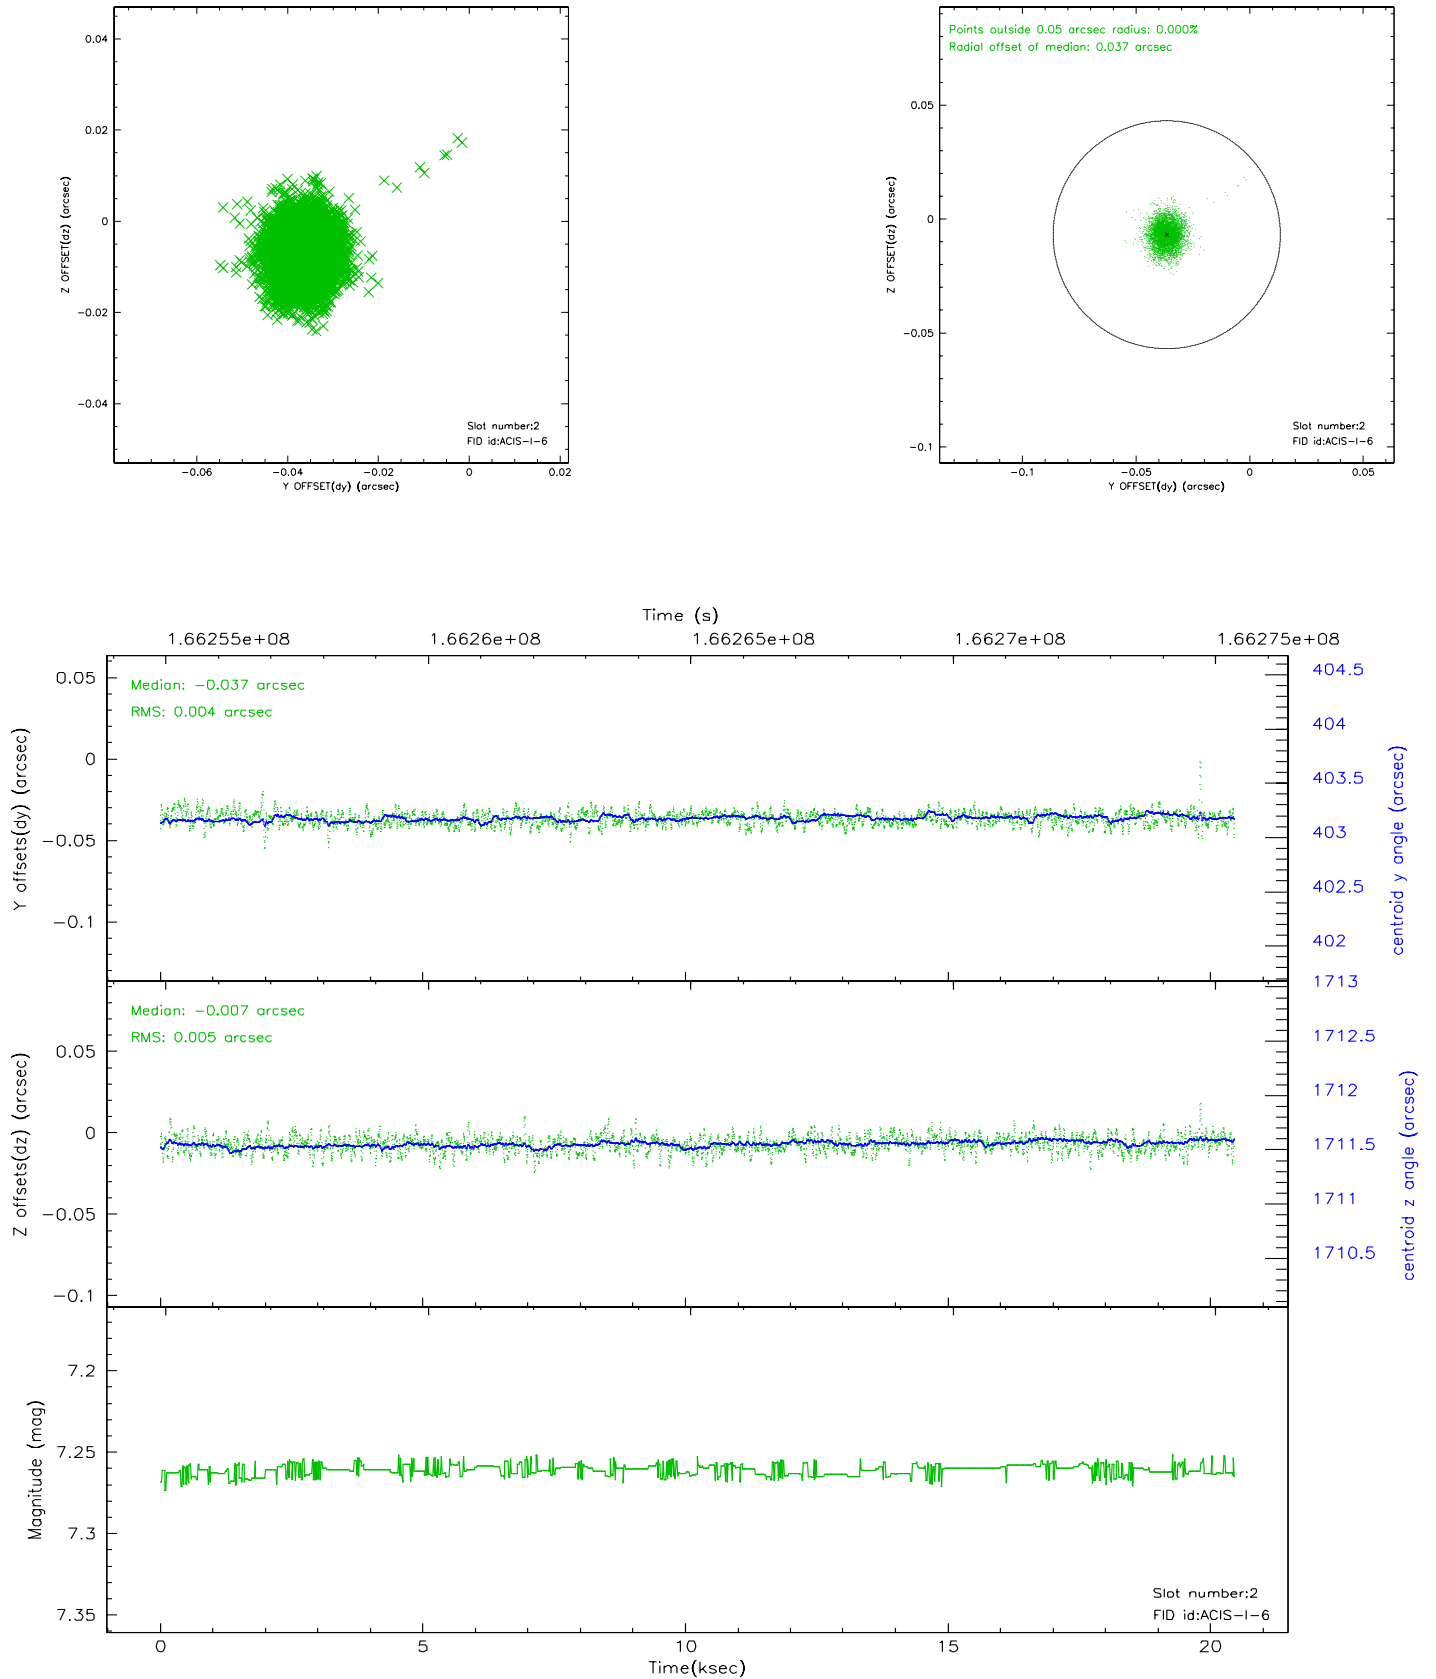 0.04
0.02
0
−0.02
−0.04
Z OFFSET(dz) (arcsec)
Slot number:2
FID id:ACIS−I−6
−0.06 −0.04 −0.02 0 0.02
Y OFFSET(dy) (arcsec)
Points outside 0.05 arcsec radius: 0.000%
Radial offset of median: 0.037 arcsec
0.05
0
−0.05
−0.1
Z OFFSET(dz) (arcsec)
Slot number:2
FID id:ACIS−I−6
−0.1 −0.05 0 0.05
Y OFFSET(dy) (arcsec)
Time (s)
1.66255e+08 1.6626e+08 1.66265e+08 1.6627e+08 1.66275e+08
Median: −0.037 arcsec
RMS: 0.004 arcsec
0.05
0
−0.05
−0.1
Y offsets(dy) (arcsec)
404.5
404
403.5
403
402.5
402
centroid y angle (arcsec)
Median: −0.007 arcsec
RMS: 0.005 arcsec
0.05
0
−0.05
−0.1
Z offsets(dz) (arcsec)
1713
1712.5
1712
1711.5
1711
1710.5
centroid z angle (arcsec)
7.2
7.25
7.3
7.35
Magnitude (mag)
Slot number:2
FID id:ACIS−I−6
0 5 10 15 20
Time(ksec)